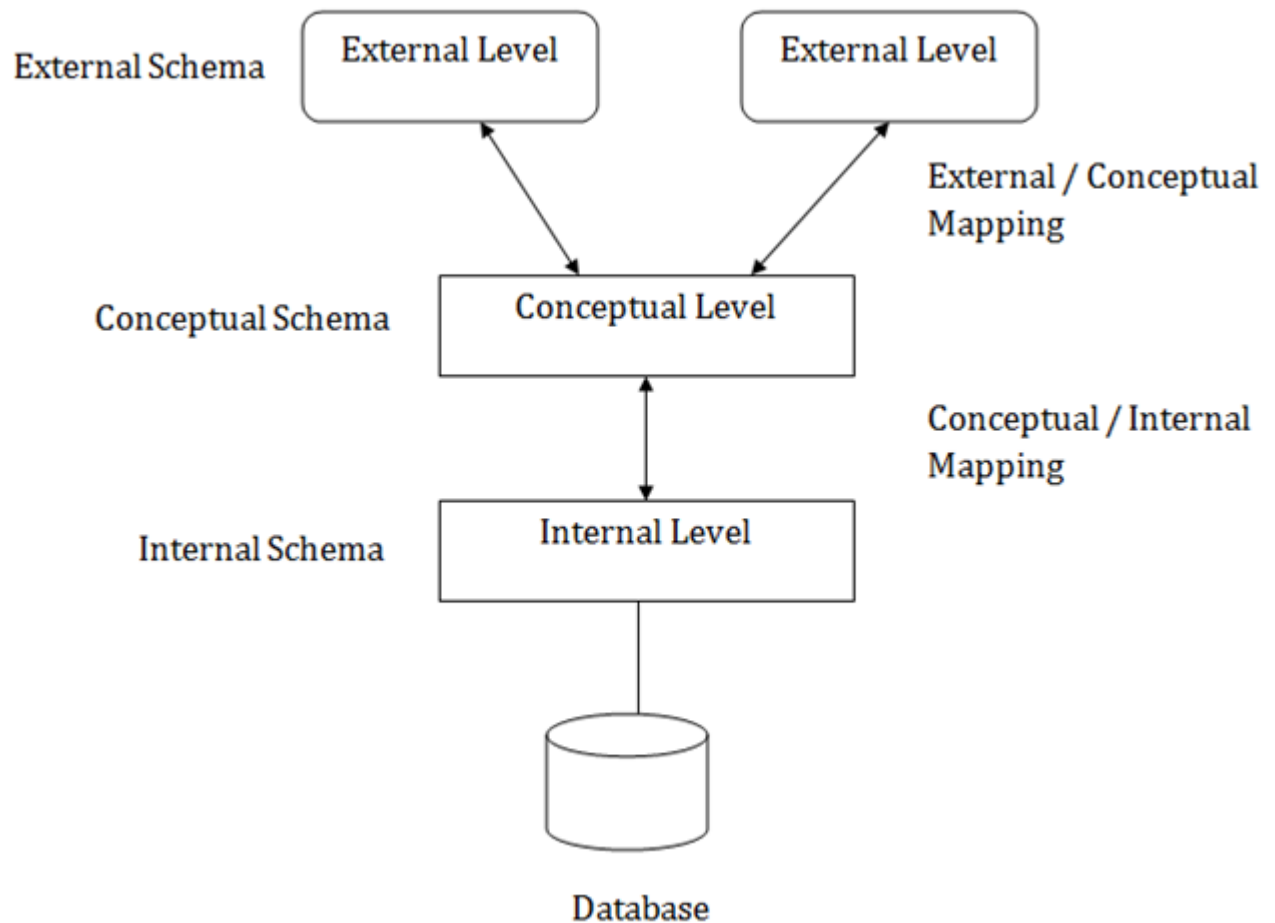 External Schema
External Level
External Level
External / Conceptual
Mapping
Conceptual Schema
Conceptual Level
Conceptual / Internal
Mapping
Internal Schema
Internal Level
Database